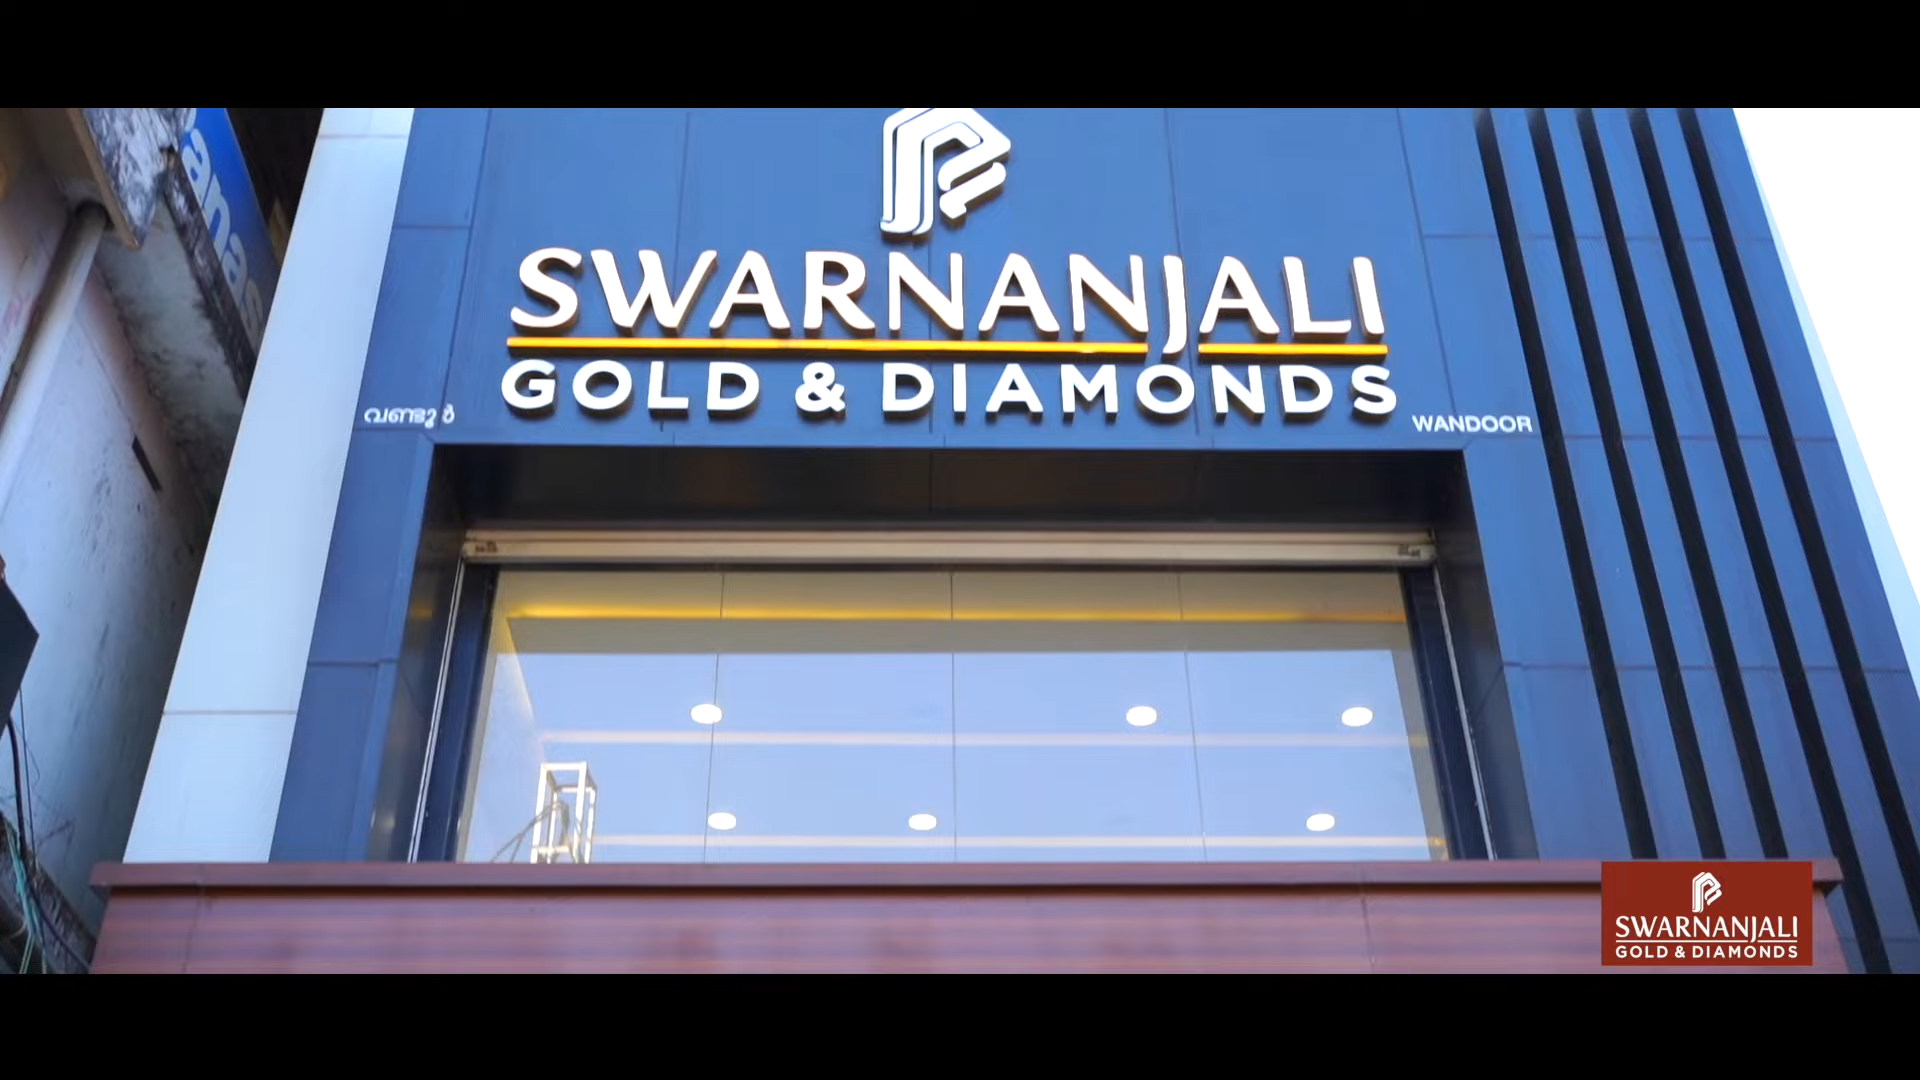 SWARNANJALI
GOLD & DIAMONDS
വണ്ടൂർ
WANDOOR
SWARNANJALI
GOLD & DIAMONDS